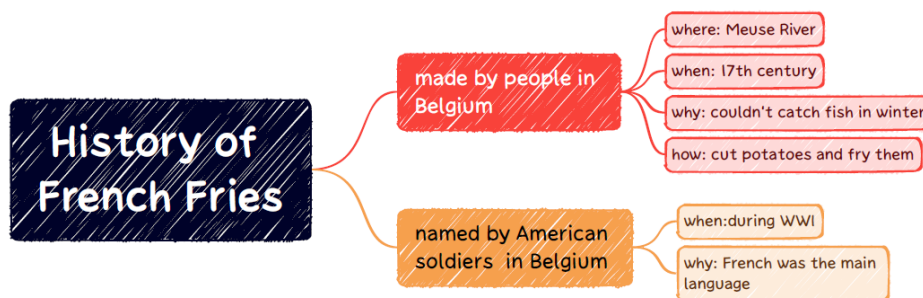 History of
French Fries
made by people in
Belgium
where: Meuse River
when: 17th century
why: couldn't catch fish in winter
how: cut potatoes and fry them
named by American
soldiers in Belgium
when:during WWI
why: French was the main
language